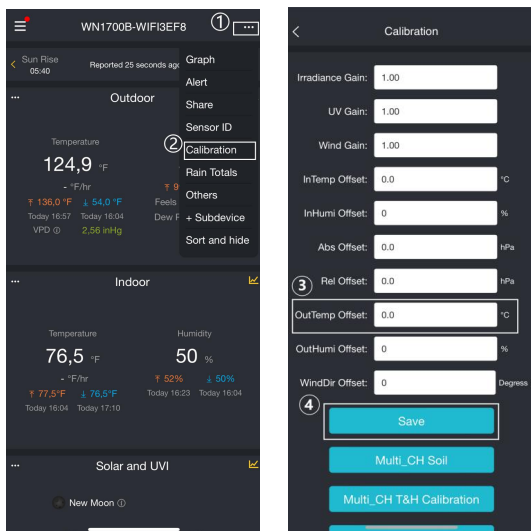 WN1700B-WIFI3EF8 ① ...
Sun Rise
05:40
Reported 25 seconds ago
Graph
Alert
Share
Sensor ID
② Calibration
Rain Totals
Others
+ Subdevice
Sort and hide
Outdoor
Temperature
124,9 °F
- °F/hr
136,0 °F 54,0 °F
Today 16:57 Today 16:04
VPD 2,56 inHg
9
Feels
Dew P
Indoor
Temperature Humidity
76,5 °F 50 %
- °F/hr 52% 50%
77,5°F 76,5°F Today 16:23 Today 16:04
Today 16:04 Today 17:10
Solar and UVI
New Moon
Calibration
Irradiance Gain: 1.00
UV Gain: 1.00
Wind Gain: 1.00
InTemp Offset: 0.0 °C
InHumi Offset: 0 %
Abs Offset: 0.0 hPa
③ Rel Offset: 0.0 hPa
OutTemp Offset: 0.0 °C
OutHumi Offset: 0 %
WindDir Offset: 0 Degress
④ Save
Multi_CH Soil
Multi_CH T&H Calibration